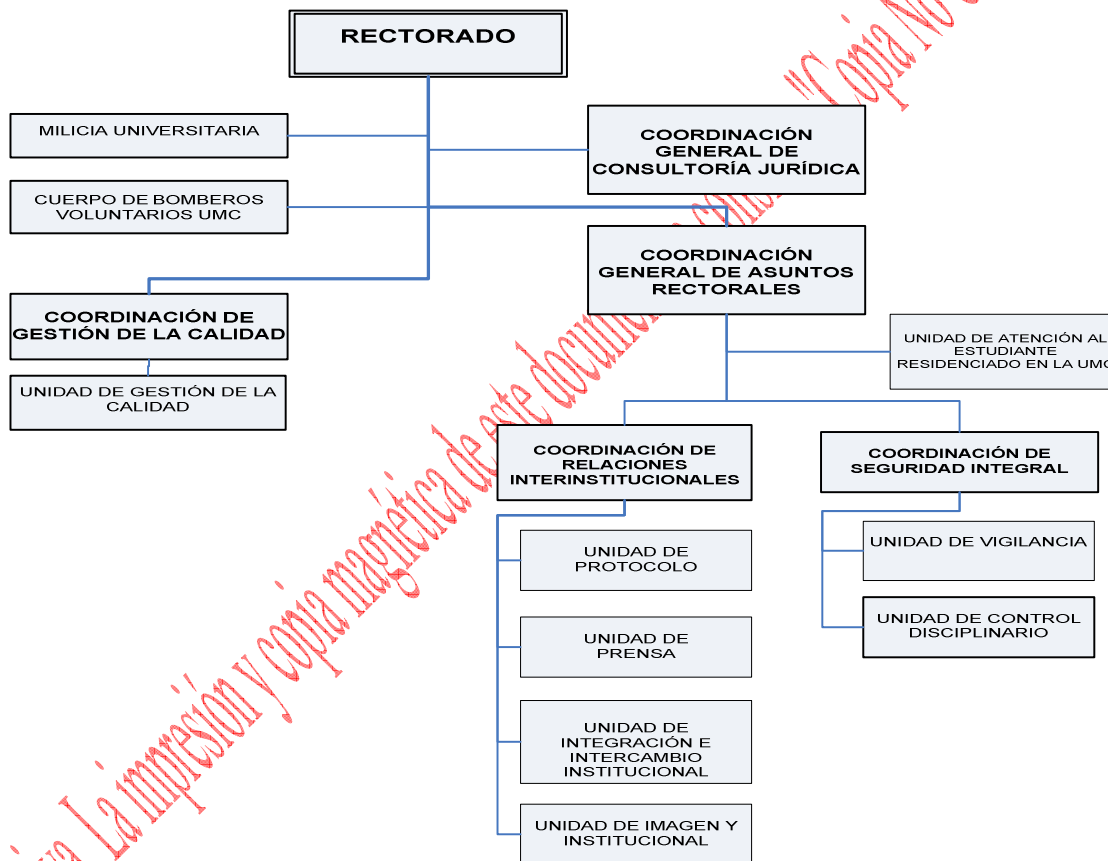 RECTORADO
MILICIA UNIVERSITARIA
COORDINACIÓN
GENERAL DE
CONSULTORÍA JURÍDICA
CUERPO DE BOMBEROS
VOLUNTARIOS UMC
COORDINACIÓN
GENERAL DE ASUNTOS
RECTORALES
COORDINACIÓN DE
GESTIÓN DE LA CALIDAD
UNIDAD DE GESTIÓN DE LA
CALIDAD
UNIDAD DE ATENCIÓN AL
ESTUDIANTE
RESIDENCIADO EN LA UMC
COORDINACIÓN DE
RELACIONES
INTERINSTITUCIONALES
COORDINACIÓN DE
SEGURIDAD INTEGRAL
UNIDAD DE
PROTOCOLO
UNIDAD DE
PRENSA
UNIDAD DE
INTEGRACIÓN E
INTERCAMBIO
INSTITUCIONAL
UNIDAD DE IMAGEN Y
INSTITUCIONAL
UNIDAD DE VIGILANCIA
UNIDAD DE CONTROL
DISCIPLINARIO
La impresión y copia magnética de este "Copia No